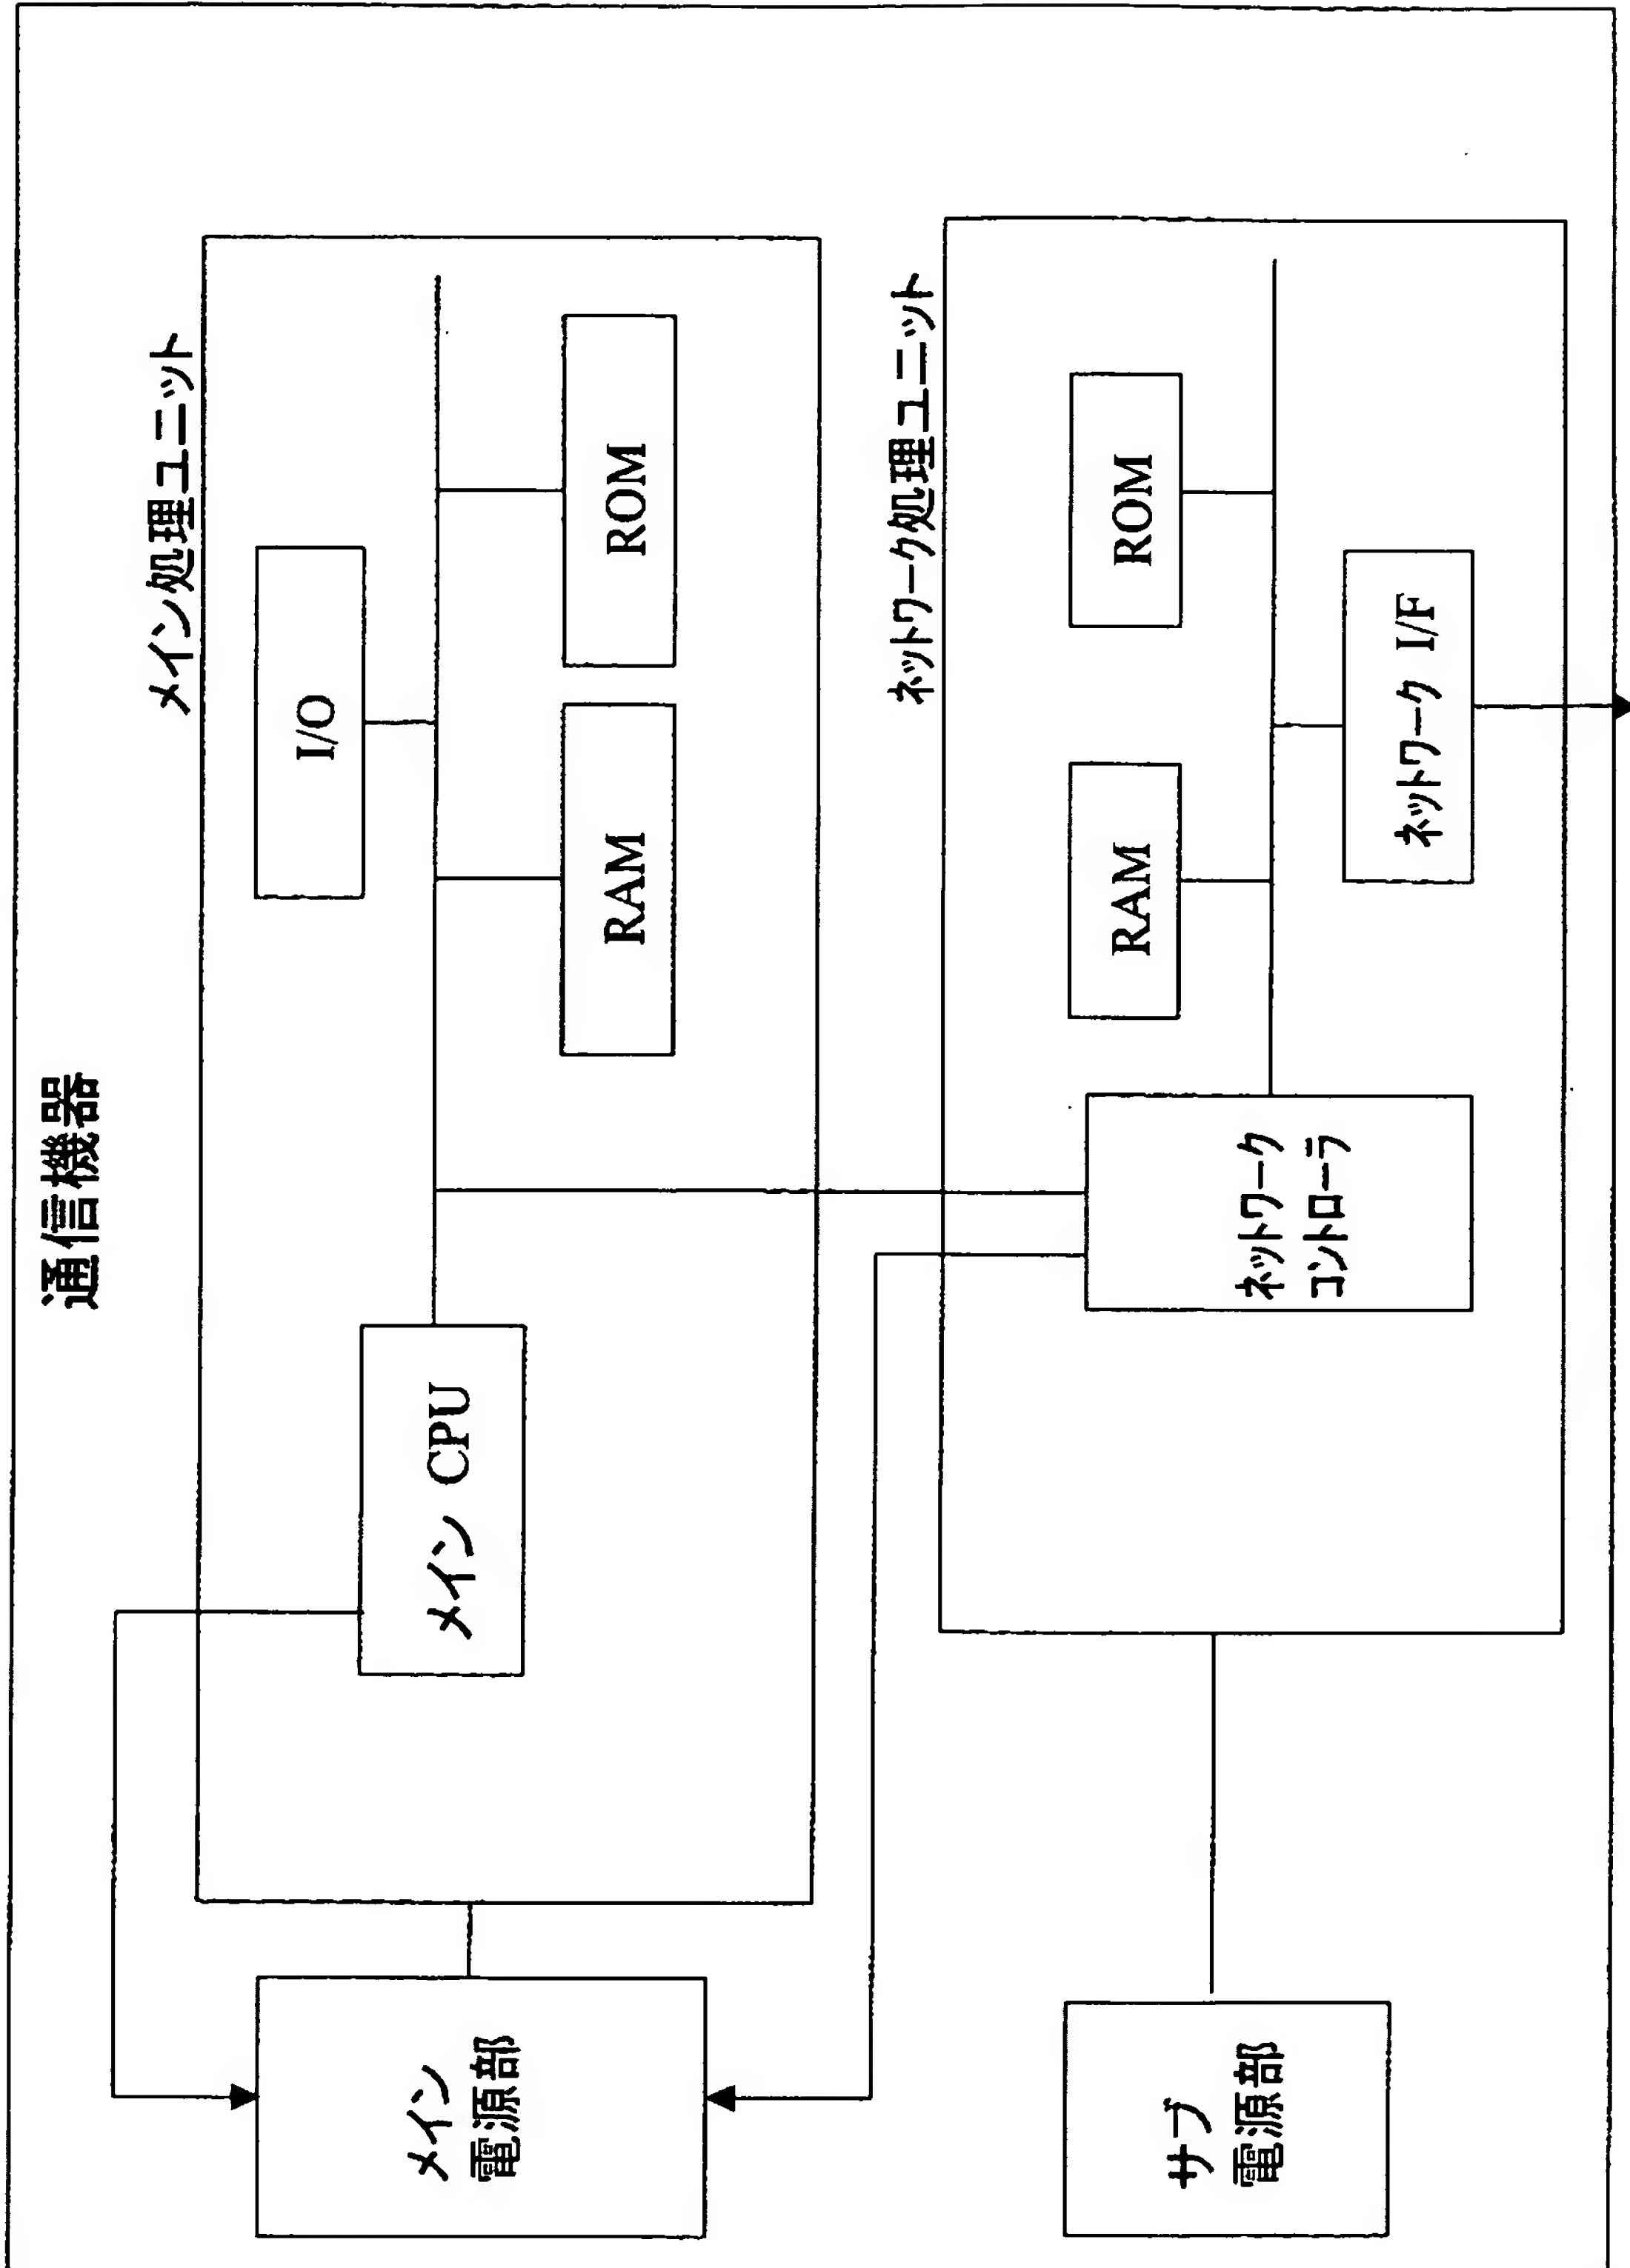 通信機器
メイン処理ユニット
I/O
メイン CPU
RAM
ROM
メイン
電源部
ネットワーク処理ユニット
RAM
ROM
ネットワーク
コントローラ
ネットワーク I/F
サブ
電源部